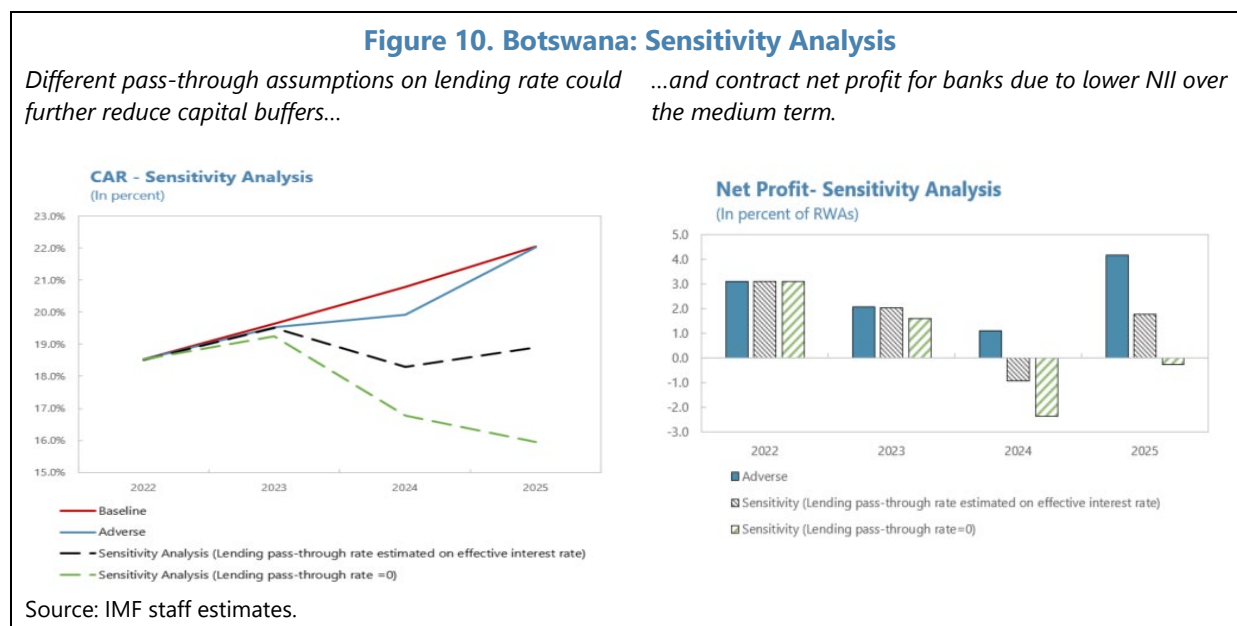 Figure 10. Botswana: Sensitivity Analysis
Different pass-through assumptions on lending rate could
further reduce capital buffers…
…and contract net profit for banks due to lower NII over
the medium term.
CAR - Sensitivity Analysis
(In percent)
23.0%
22.0%
21.0%
20.0%
19.0%
18.0%
17.0%
16.0%
15.0%
2022 2023 2024 2025
Baseline
Adverse
Sensitivity Analysis (Lending pass-through rate estimated on effective interest rate)
Sensitivity Analysis (Lending pass-through rate =0)
Net Profit- Sensitivity Analysis
(In percent of RWAs)
5.0
4.0
3.0
2.0
1.0
0.0
-1.0
-2.0
-3.0
2022 2023 2024 2025
Adverse
Sensitivity (Lending pass-through rate estimated on effective interest rate)
Sensitivity (Lending pass-through rate=0)
Source: IMF staff estimates.